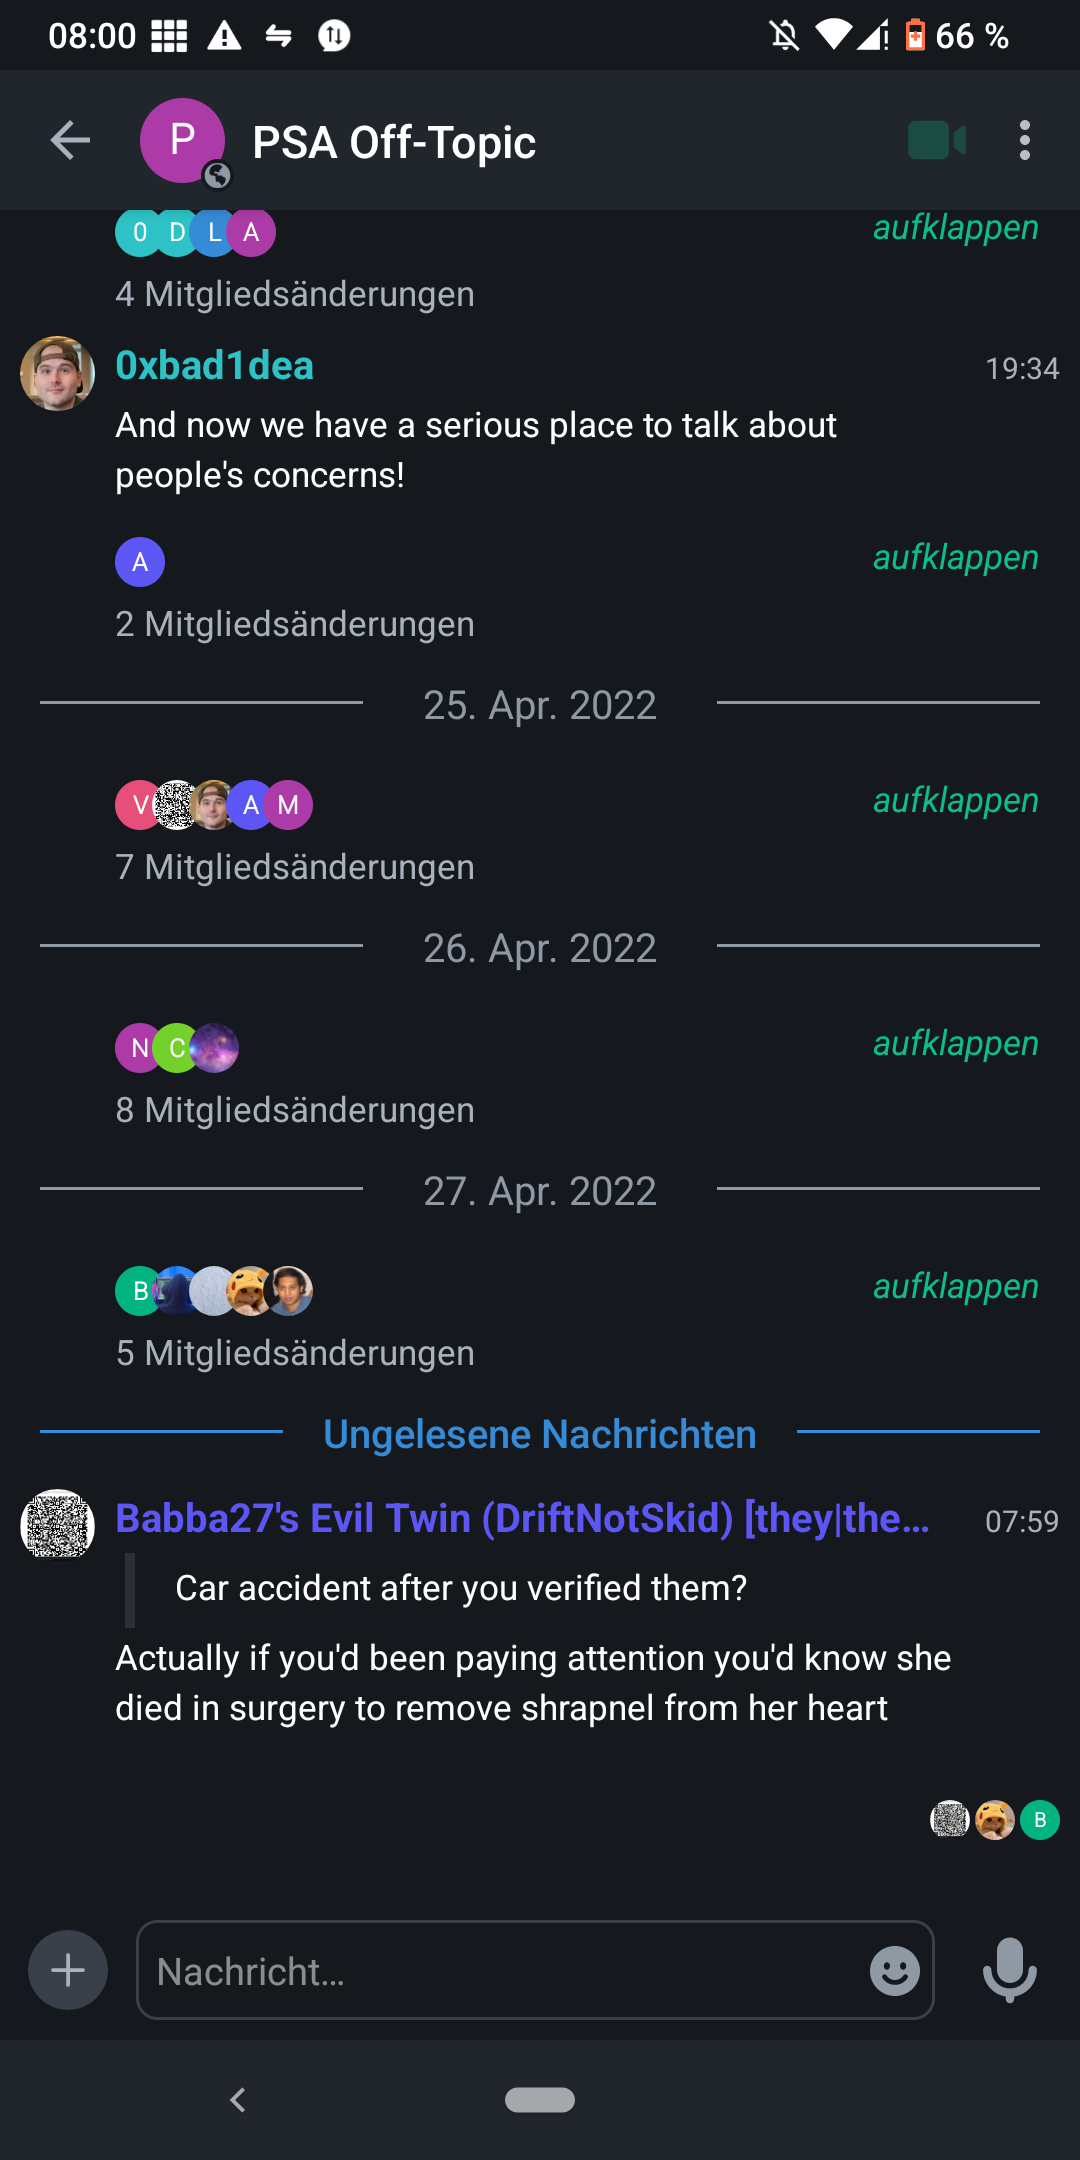 08:00
66 %
P
PSA Off-Topic
0 D L A
aufklappen
4 Mitgliedsänderungen
0xbad1dea
19:34
And now we have a serious place to talk about
people's concerns!
A
aufklappen
2 Mitgliedsänderungen
25. Apr. 2022
V A M
aufklappen
7 Mitgliedsänderungen
26. Apr. 2022
N C
aufklappen
8 Mitgliedsänderungen
27. Apr. 2022
B
aufklappen
5 Mitgliedsänderungen
Ungelesene Nachrichten
Babba27's Evil Twin (DriftNotSkid) [they|the...
07:59
Car accident after you verified them?
Actually if you'd been paying attention you'd know she
died in surgery to remove shrapnel from her heart
B
Nachricht...